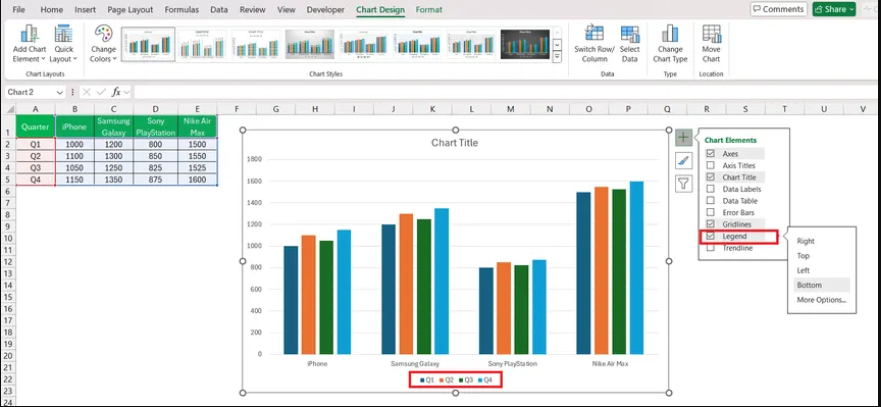 File Home Insert Page Layout Formulas Data Review View Developer Chart Design Format Comments Share
Add Chart Element Quick Layout Change Colors Switch Row/ Column Select Data Change Chart Type Move Chart
Chart Layouts Chart Styles Data Type Location
Chart 2 fx
A B C D E F G H I J K L M N O P Q R S T U V
1 Quarter iPhone Samsung Galaxy Sony PlayStation Nike Air Max
2 Q1 1000 1200 800 1500
3 Q2 1100 1300 850 1550
4 Q3 1050 1250 825 1525
5 Q4 1150 1350 875 1600
6
7
8
9
10
11
12
13
14
15
16
17
18
19
20
21
22
23
24
Chart Title
1800
1600
1400
1200
1000
800
600
400
200
0
iPhone Samsung Galaxy Sony PlayStation Nike Air Max
Q1 Q2 Q3 Q4
Chart Elements
Axes
Axis Titles
Chart Title
Data Labels
Data Table
Error Bars
Gridlines
Legend
Trendline
Right
Top
Left
Bottom
More Options...